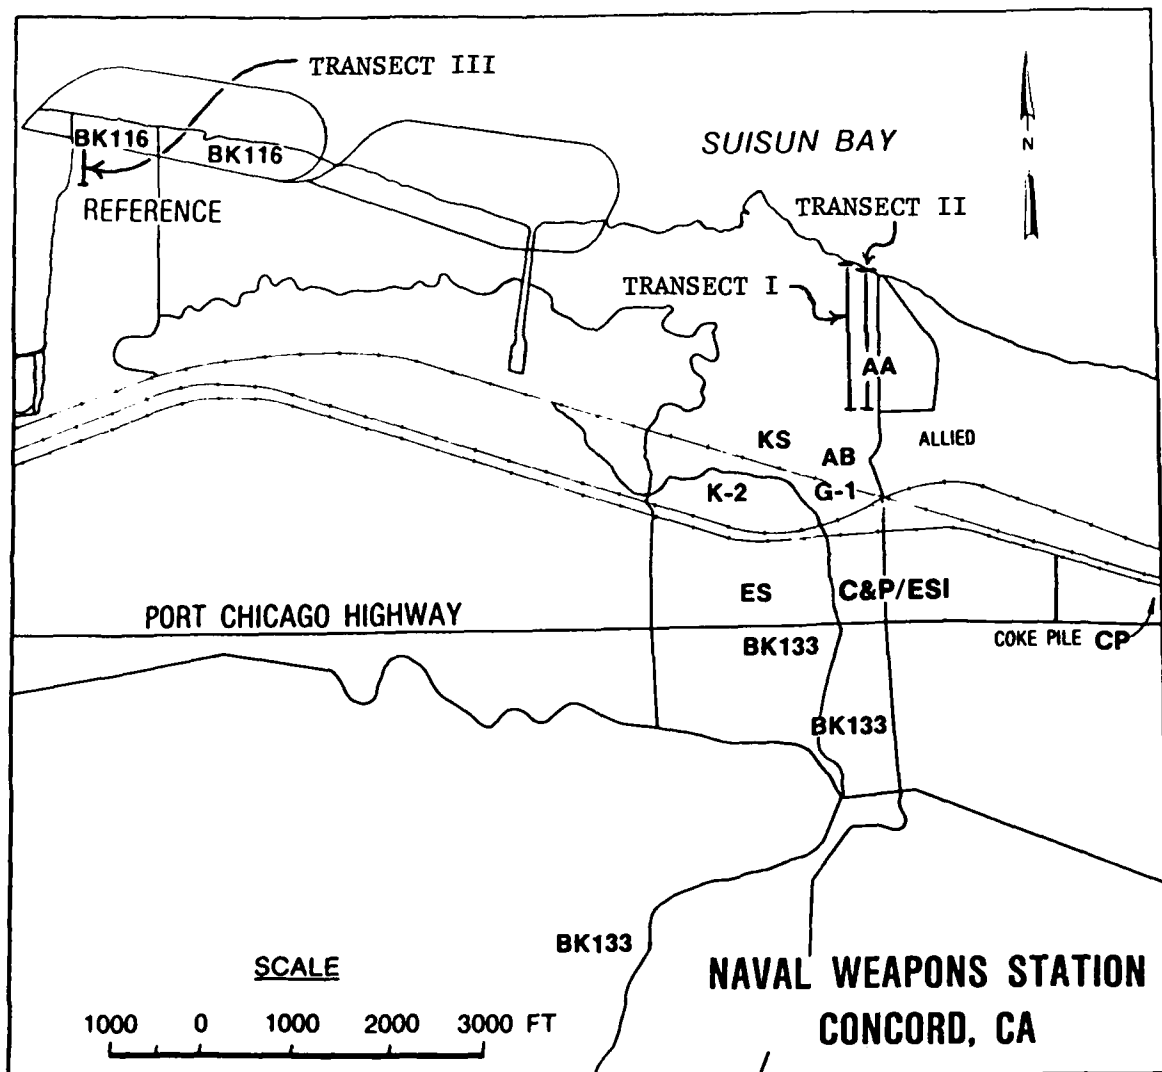 TRANSECT III
BK116
BK116
SUISUN BAY
N
REFERENCE
TRANSECT II
TRANSECT I
AA
ALLIED
KS
AB
K-2
G-1
ES
C&P/ESI
PORT CHICAGO HIGHWAY
COKE PILE CP
BK133
BK133
BK133
SCALE
1000 0 1000 2000 3000 FT
NAVAL WEAPONS STATION
CONCORD, CA